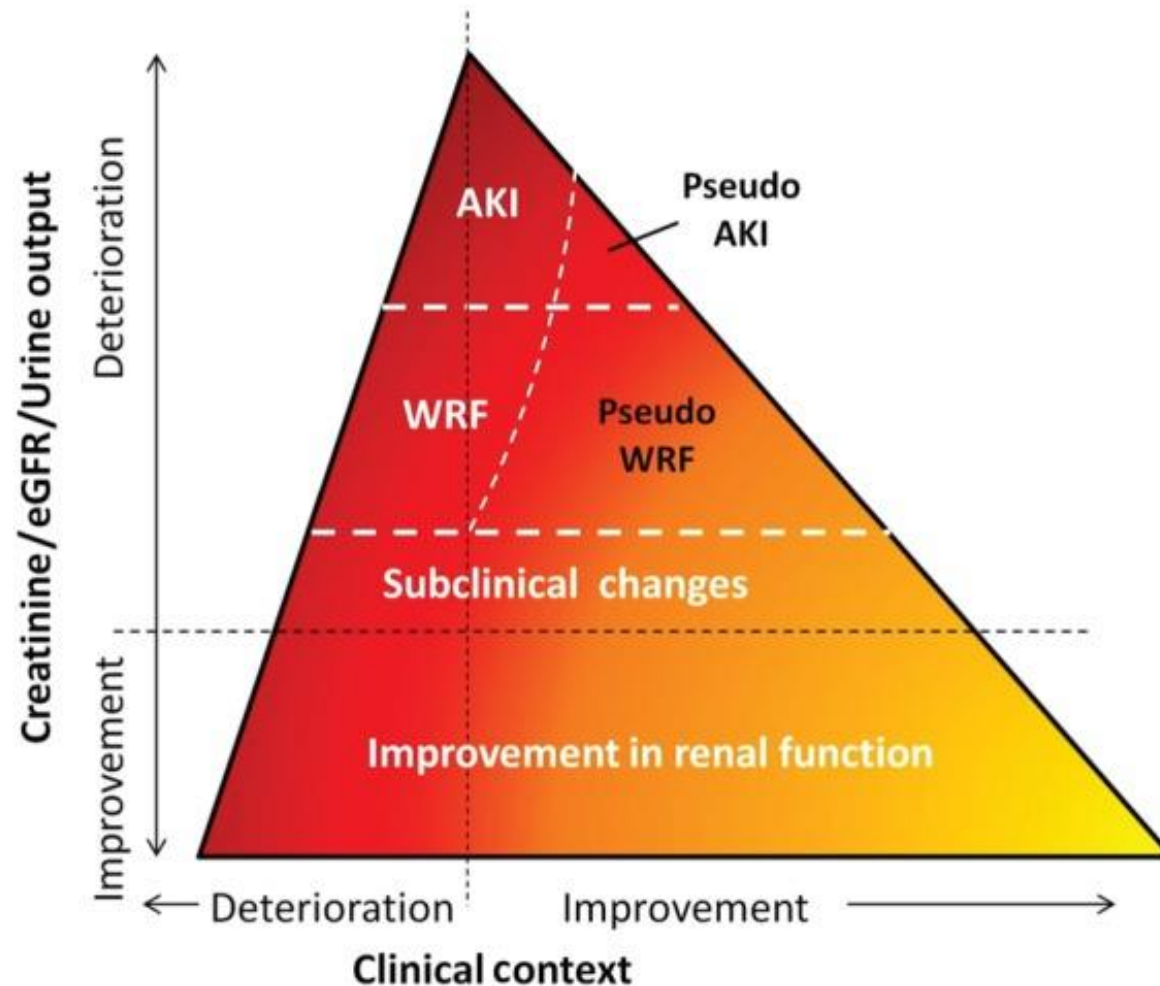 Creatinine/eGFR/Urine output
Deterioration
Improvement
AKI
Pseudo
AKI
WRF
Pseudo
WRF
Subclinical changes
Improvement in renal function
Deterioration
Improvement
Clinical context